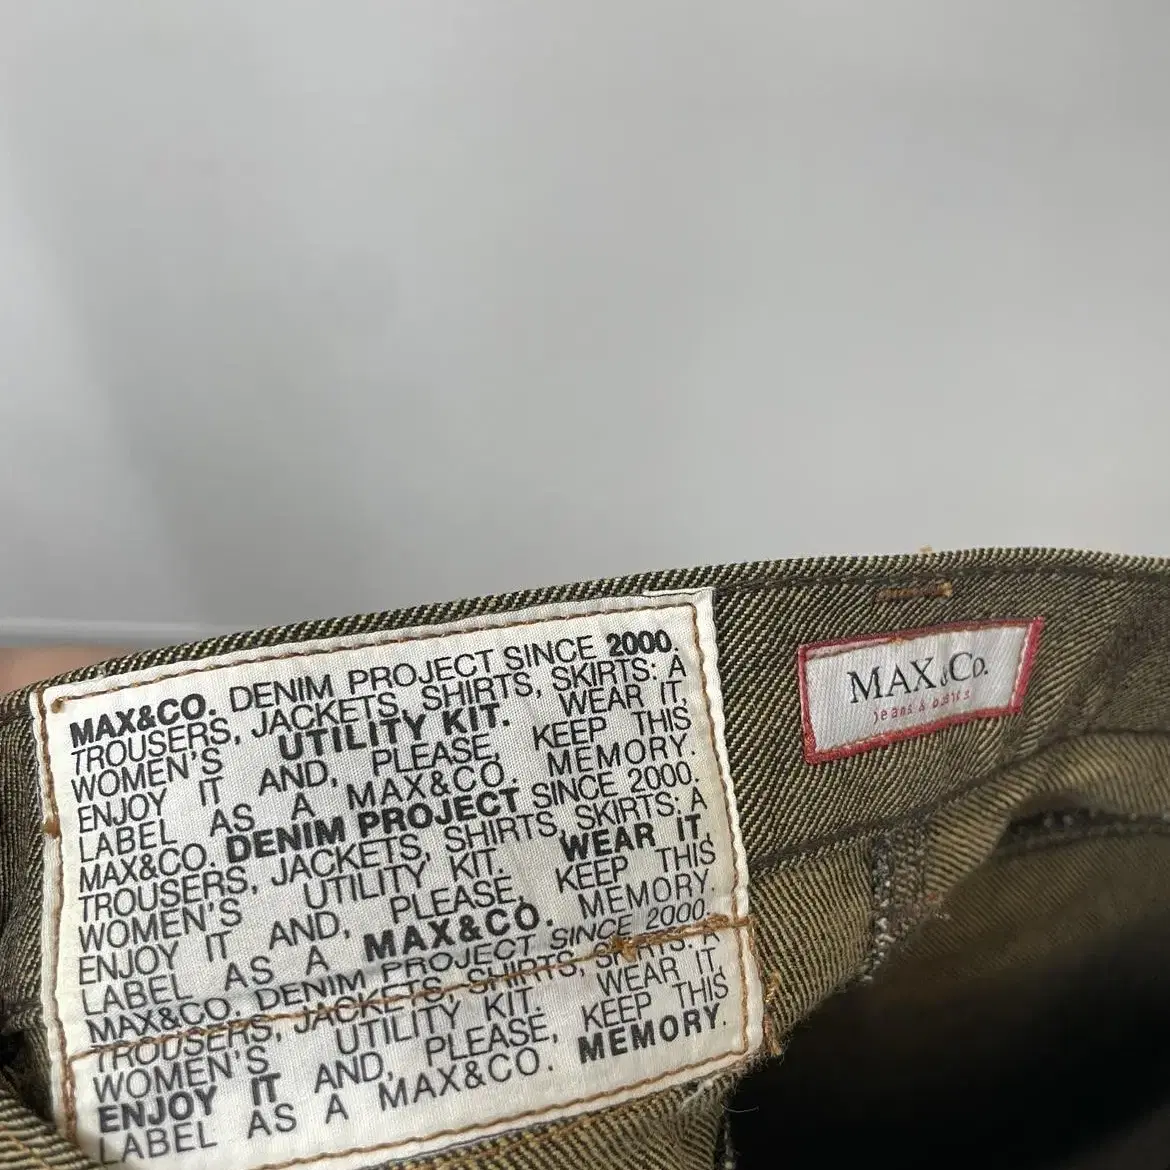 MAX&CO. DENIM PROJECT SINCE 2000.
TROUSERS, JACKETS, SHIRTS, SKIRTS: A
WOMEN'S UTILITY KIT. WEAR IT,
ENJOY IT AND, PLEASE, KEEP THIS
LABEL AS A MAX&CO. MEMORY.
MAX&CO. DENIM PROJECT SINCE 2000.
TROUSERS, JACKETS, SHIRTS, SKIRTS: A
WOMEN'S UTILITY KIT. WEAR IT,
ENJOY IT AND, PLEASE, KEEP THIS
LABEL AS A MAX&CO. MEMORY.
MAX&CO. DENIM PROJECT SINCE 2000.
TROUSERS, JACKETS, SHIRTS, SKIRTS: A
WOMEN'S UTILITY KIT. WEAR IT,
ENJOY IT AND, PLEASE, KEEP THIS
LABEL AS A MAX&CO. MEMORY.
MAX&Co.
jeans &